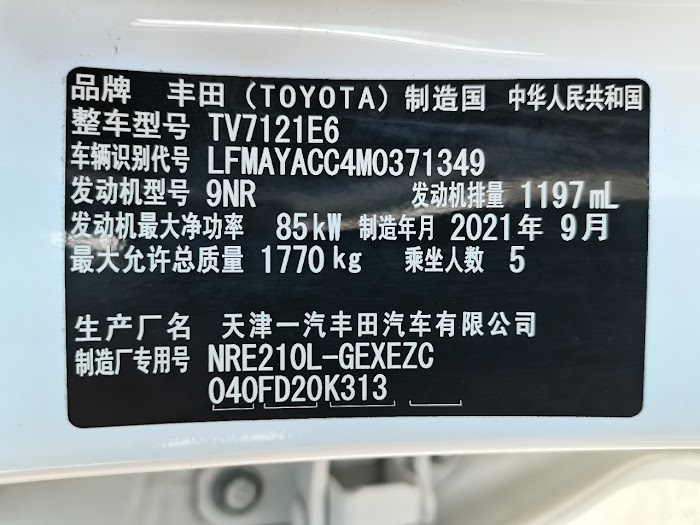 品牌 丰田（TOYOTA）制造国 中华人民共和国
整车型号 TV7121E6
车辆识别代号 LFMAYACC4M0371349
发动机型号 9NR 发动机排量 1197mL
发动机最大净功率 85kW 制造年月 2021年 9月
最大允许总质量 1770kg 乘坐人数 5
生产厂名 天津一汽丰田汽车有限公司
制造厂专用号 NRE210L-GEXEZC
040FD20K313